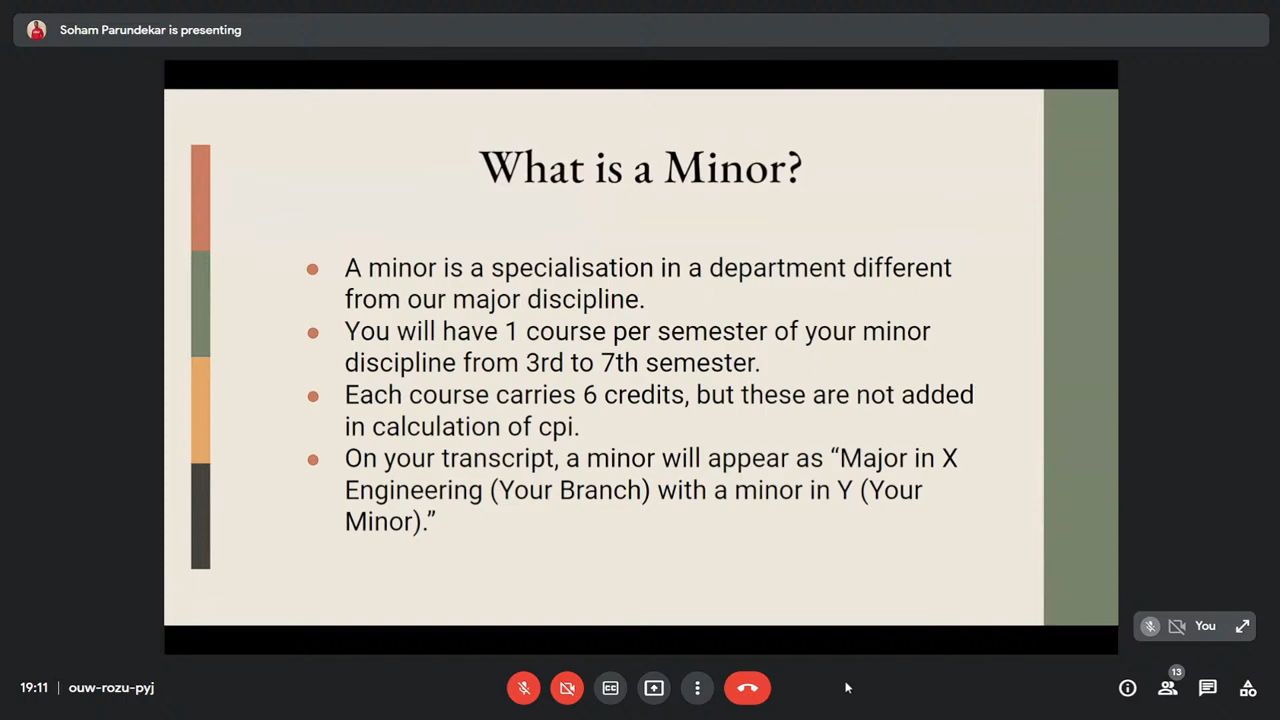 Soham Parundekar is presenting
What is a Minor?
A minor is a specialisation in a department different
from our major discipline.
You will have 1 course per semester of your minor
discipline from 3rd to 7th semester.
Each course carries 6 credits, but these are not added
in calculation of cpi.
On your transcript, a minor will appear as “Major in X
Engineering (Your Branch) with a minor in Y (Your
Minor).”
You
19:11 | ouw-rozu-pyj
CC
13